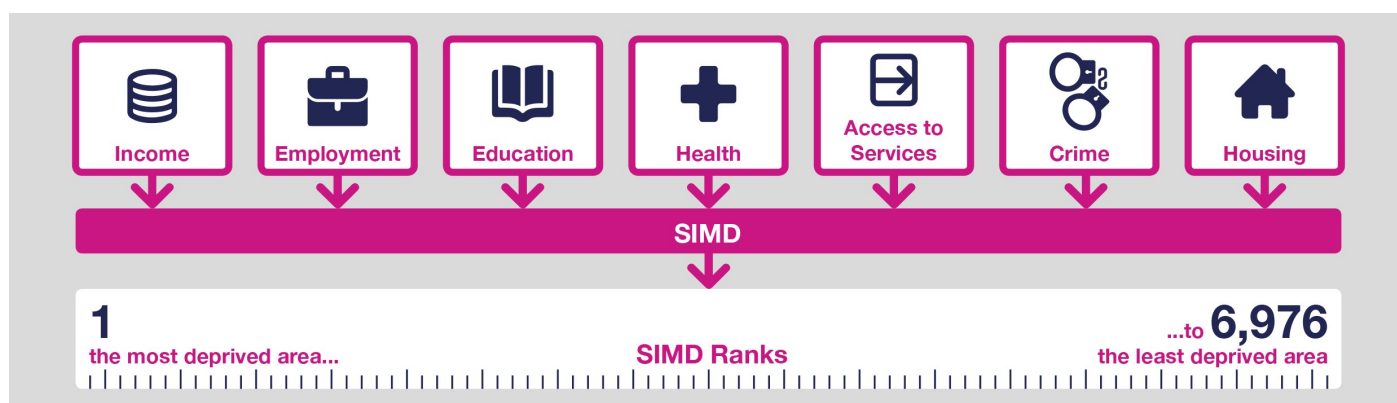 Income
Employment
Education
Health
Access to
Services
Crime
Housing
SIMD
1
the most deprived area...
SIMD Ranks
...to 6,976
the least deprived area